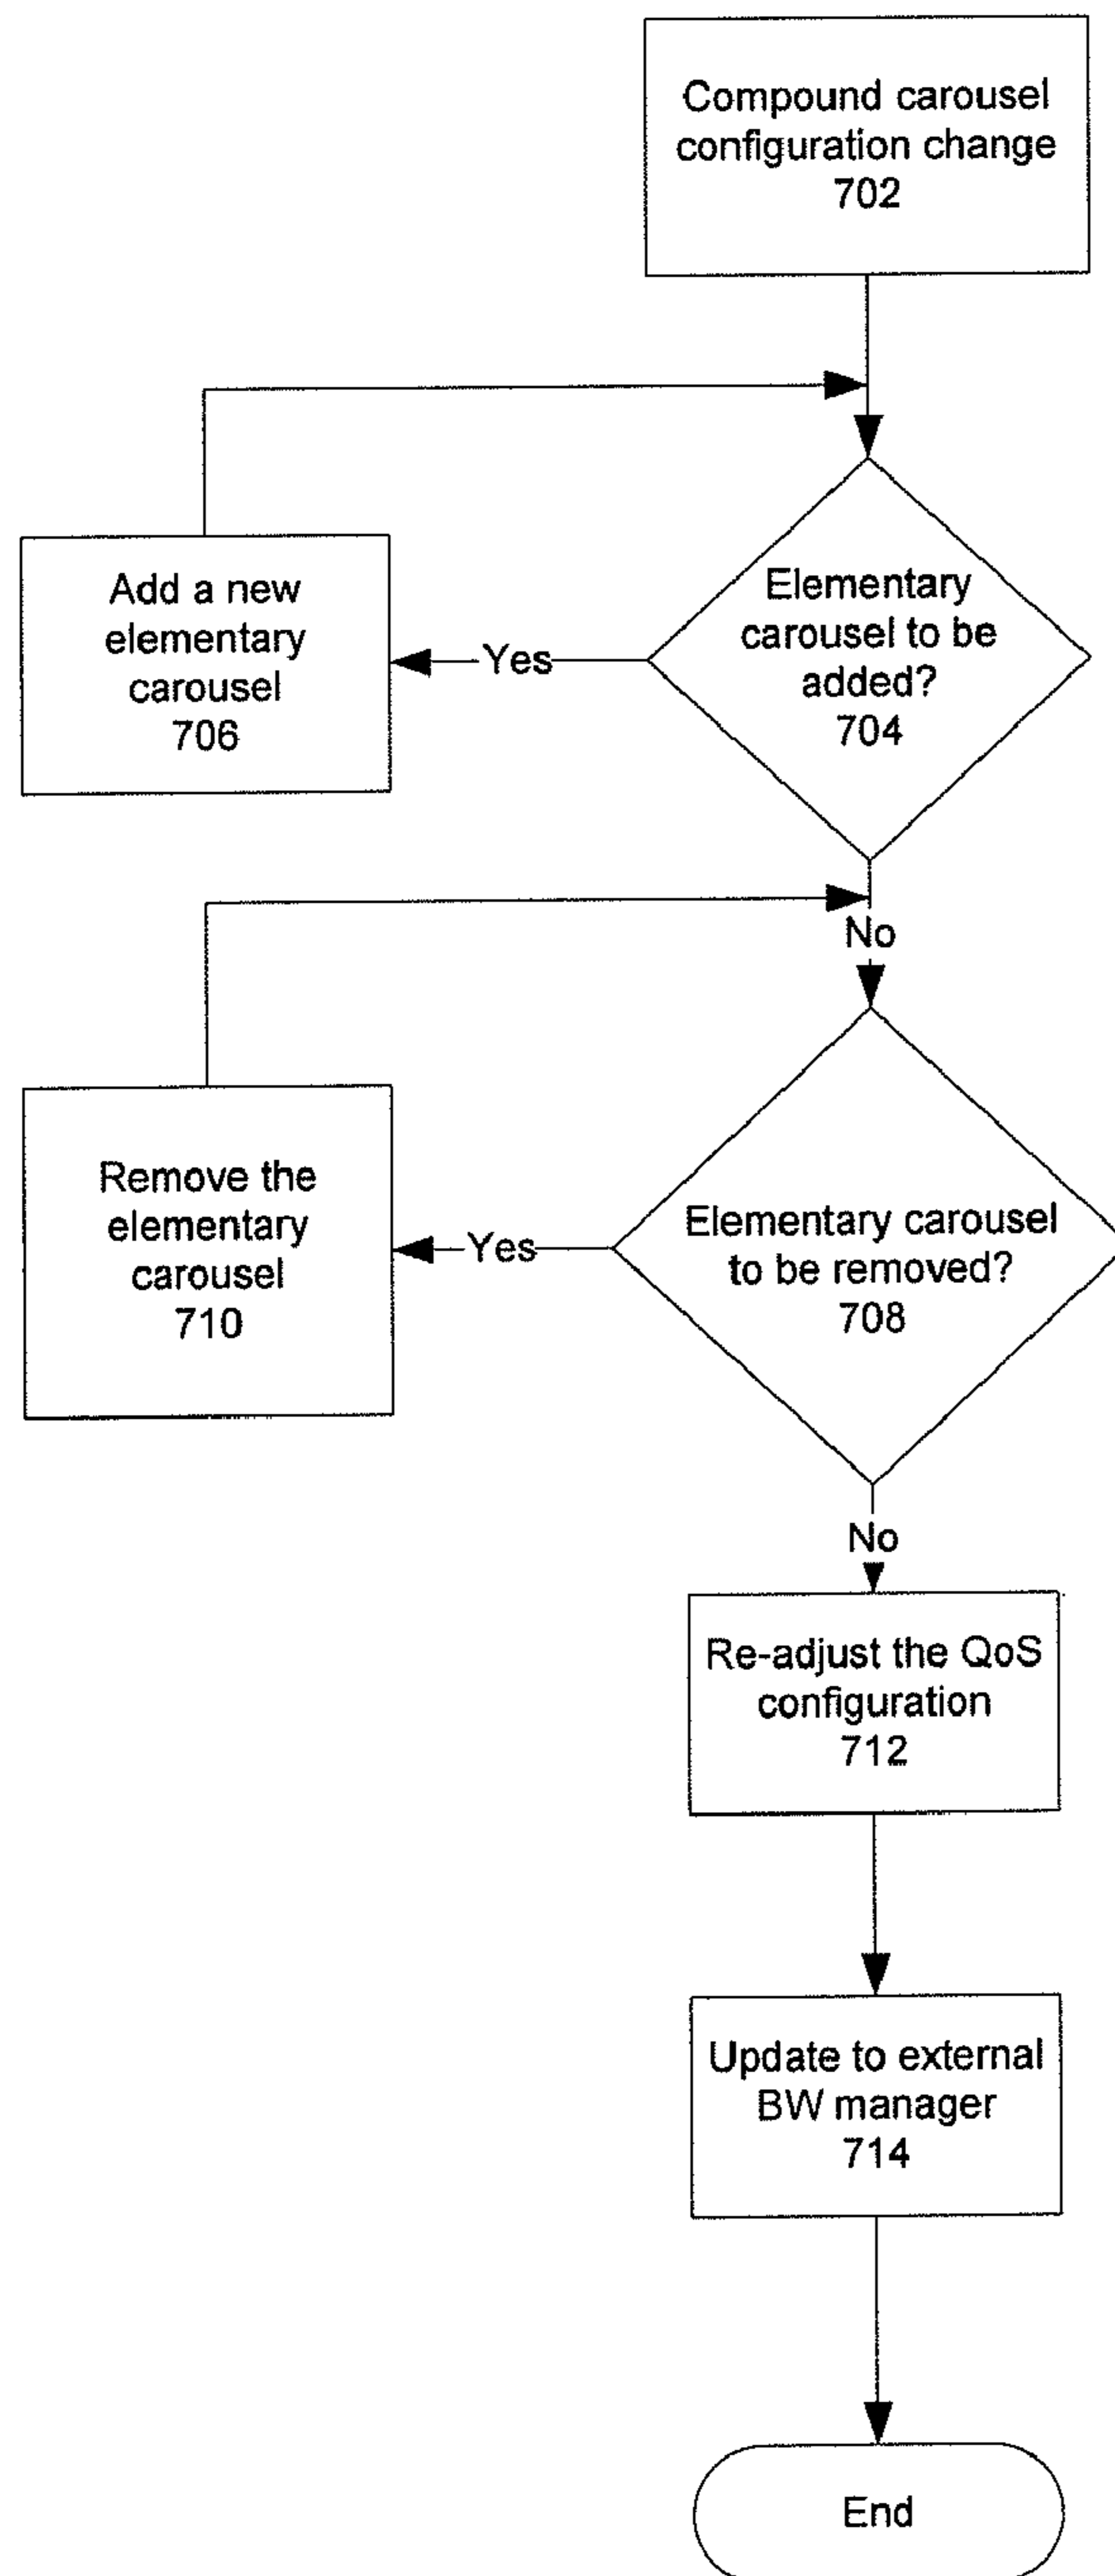 Compound carousel
configuration change
702
Elementary
carousel to be
added?
704
Yes
Add a new
elementary
carousel
706
No
Elementary carousel
to be removed?
708
Yes
Remove the
elementary
carousel
710
No
Re-adjust the QoS
configuration
712
Update to external
BW manager
714
End